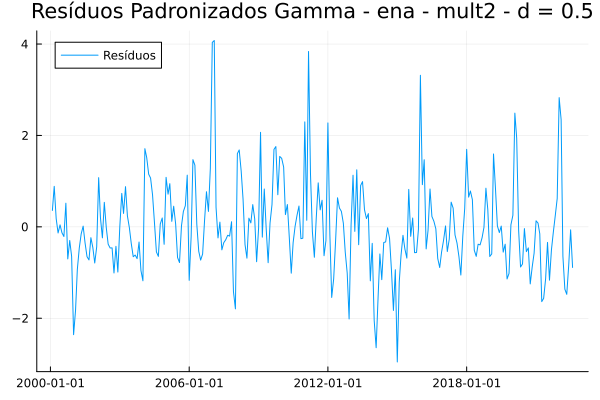 Resíduos Padronizados Gamma - ena - mult2 - d = 0.5
Resíduos
4
2
0
−2
2000-01-01 2006-01-01 2012-01-01 2018-01-01